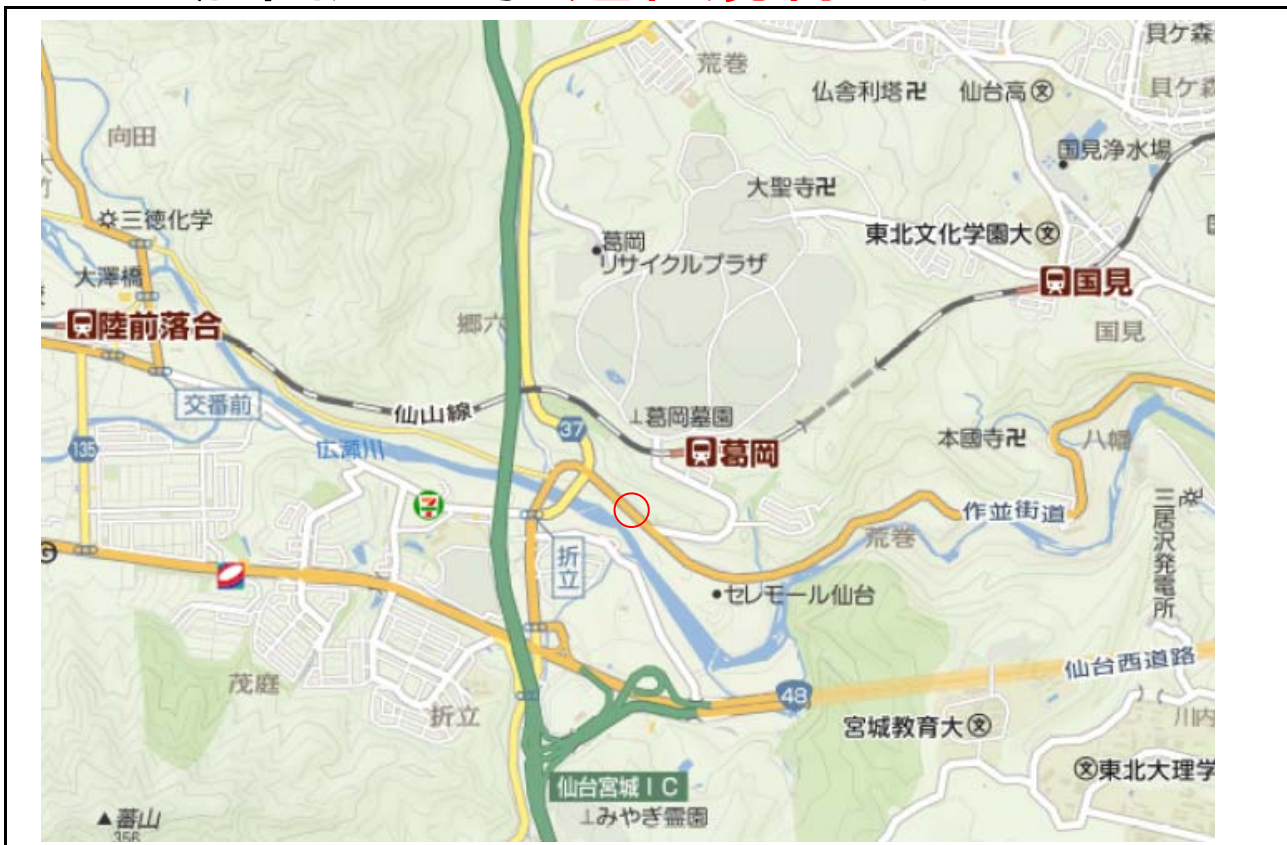 荒巻
貝ケ森
仏舎利塔卍
仙台高文
向田
国見浄水場
大聖寺卍
三徳化学
葛岡
リサイクルプラザ
東北文化学園大文
大澤橋
国見
陸前落合
郷六
国見
交番前
仙山線
葛岡墓園
37
本國寺卍
八幡
135
広瀬川
葛岡
7
作並街道
荒巻
三居沢発電所
折立
セレモール仙台
茂庭
仙台西道路
折立
48
宮城教育大文
川内
仙台宮城IC
みやぎ霊園
東北大理学
▲蕃山
356